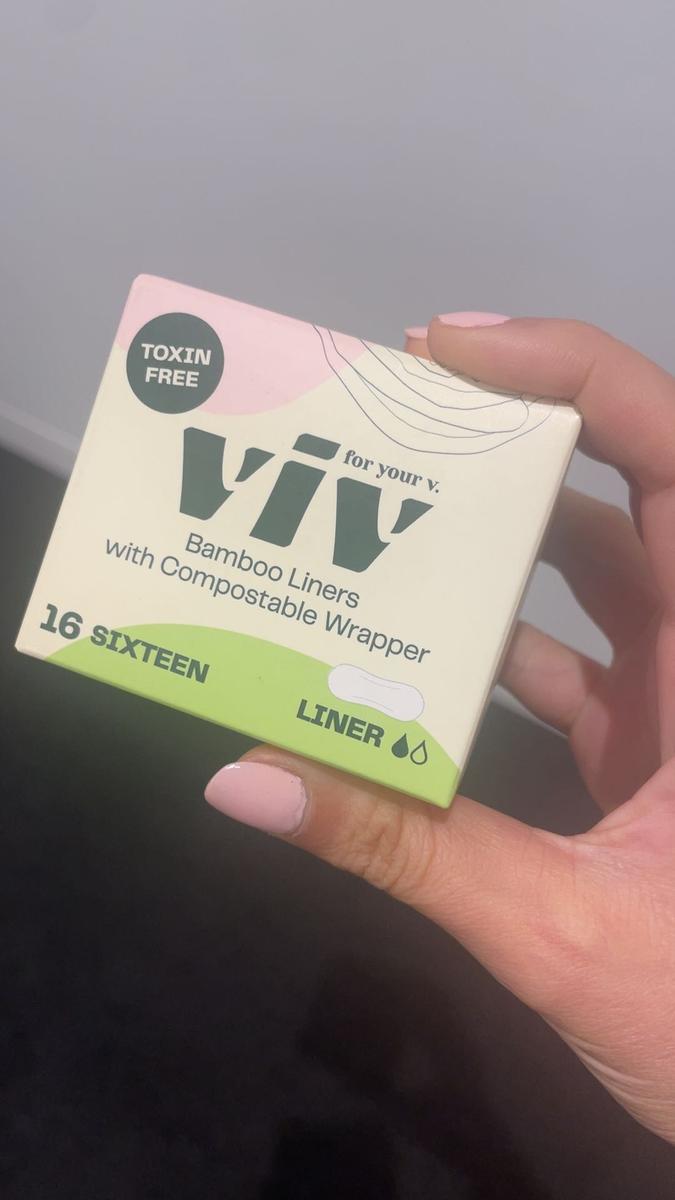 TOXIN
FREE
viv
for your v.
Bamboo Liners
with Compostable Wrapper
16 SIXTEEN
LINER